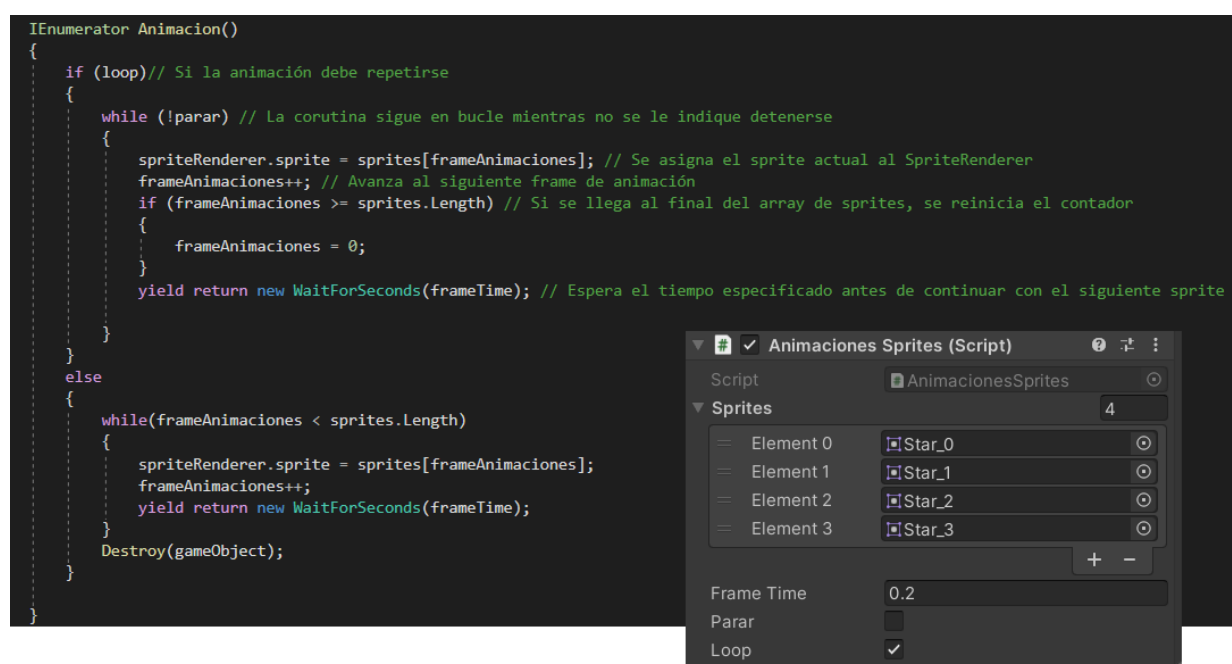 IEnumerator Animacion()
{
if (loop)// Si la animación debe repetirse
{
while (!parar) // La corutina sigue en bucle mientras no se le indique detenerse
{
spriteRenderer.sprite = sprites[frameAnimaciones]; // Se asigna el sprite actual al SpriteRenderer
frameAnimaciones++; // Avanza al siguiente frame de animación
if (frameAnimaciones >= sprites.Length) // Si se llega al final del array de sprites, se reinicia el contador
{
frameAnimaciones = 0;
}
yield return new WaitForSeconds(frameTime); // Espera el tiempo especificado antes de continuar con el siguiente sprite
}
}
else
{
while(frameAnimaciones < sprites.Length)
{
spriteRenderer.sprite = sprites[frameAnimaciones];
frameAnimaciones++;
yield return new WaitForSeconds(frameTime);
}
Destroy(gameObject);
}
}
# Animaciones Sprites (Script)
Script # AnimacionesSprites
Sprites 4
Element 0 Star_0
Element 1 Star_1
Element 2 Star_2
Element 3 Star_3
+ −
Frame Time 0.2
Parar
Loop